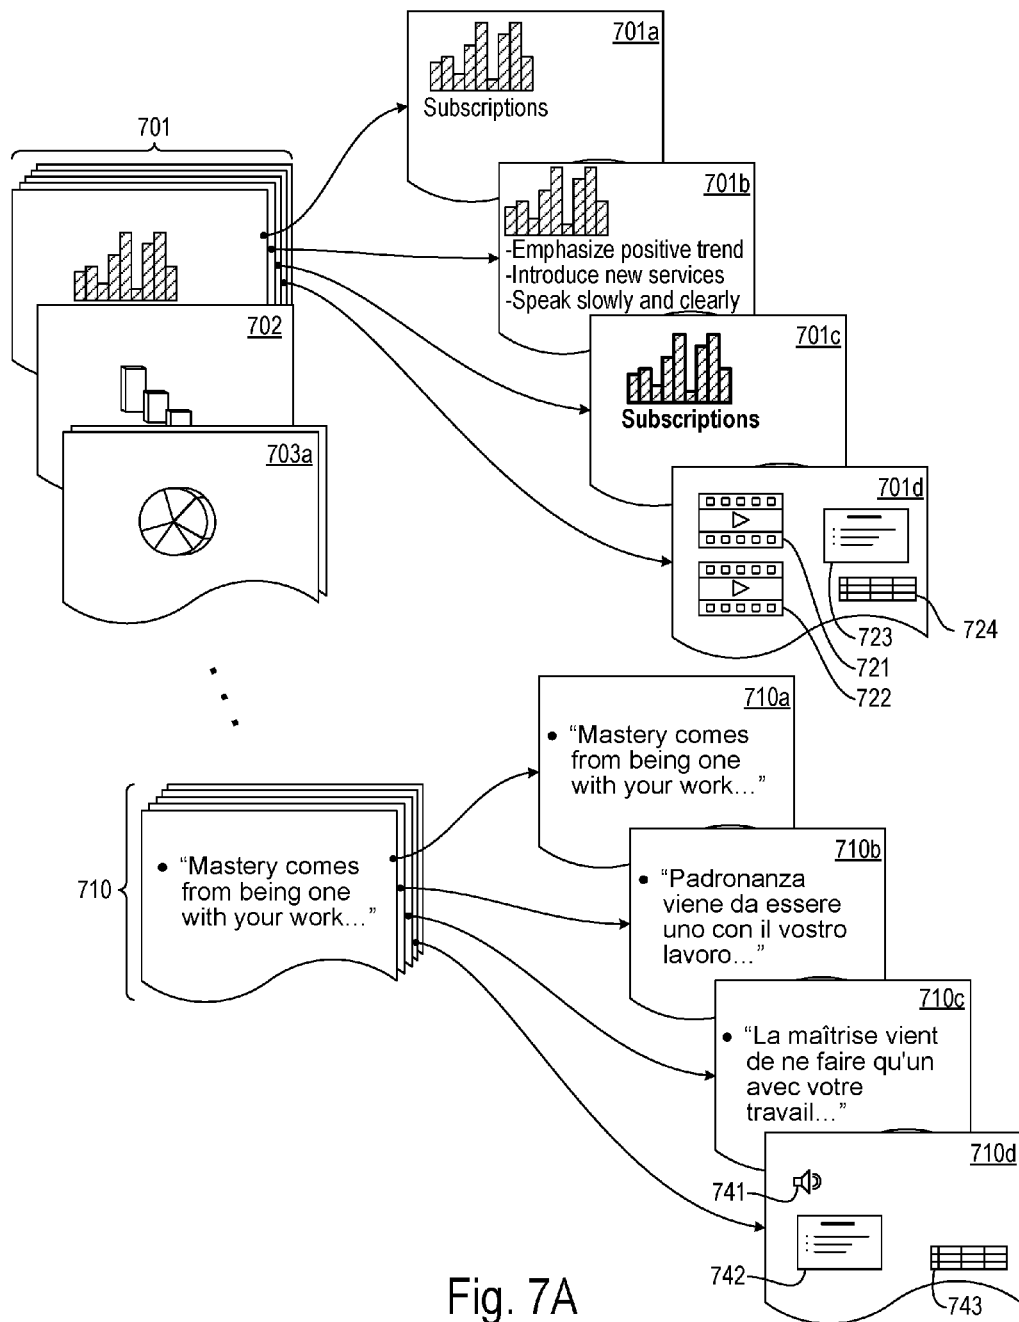 701a
Subscriptions
701
701b
-Emphasize positive trend
-Introduce new services
-Speak slowly and clearly
702
701c
Subscriptions
703a
701d
723
724
721
722
710a
• “Mastery comes
from being one
with your work…”
710
• “Mastery comes
from being one
with your work…”
710b
• “Padronanza
viene da essere
uno con il vostro
lavoro…”
710c
• “La maîtrise vient
de ne faire qu'un
avec votre
travail…”
710d
741
742
743
Fig. 7A